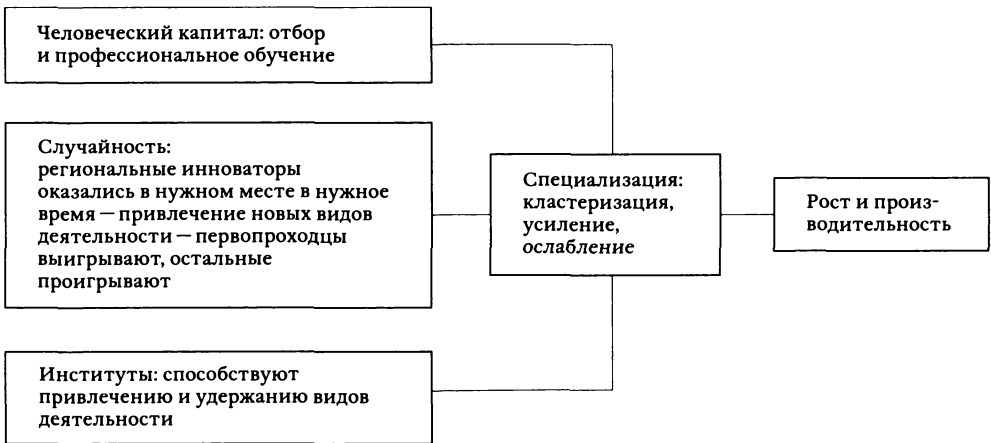 Человеческий капитал: отбор
и профессиональное обучение
Случайность:
региональные инноваторы
оказались в нужном месте в нужное
время — привлечение новых видов
деятельности — первопроходцы
выигрывают, остальные
проигрывают
Институты: способствуют
привлечению и удержанию видов
деятельности
Специализация:
кластеризация,
усиление,
ослабление
Рост и произ-
водительность